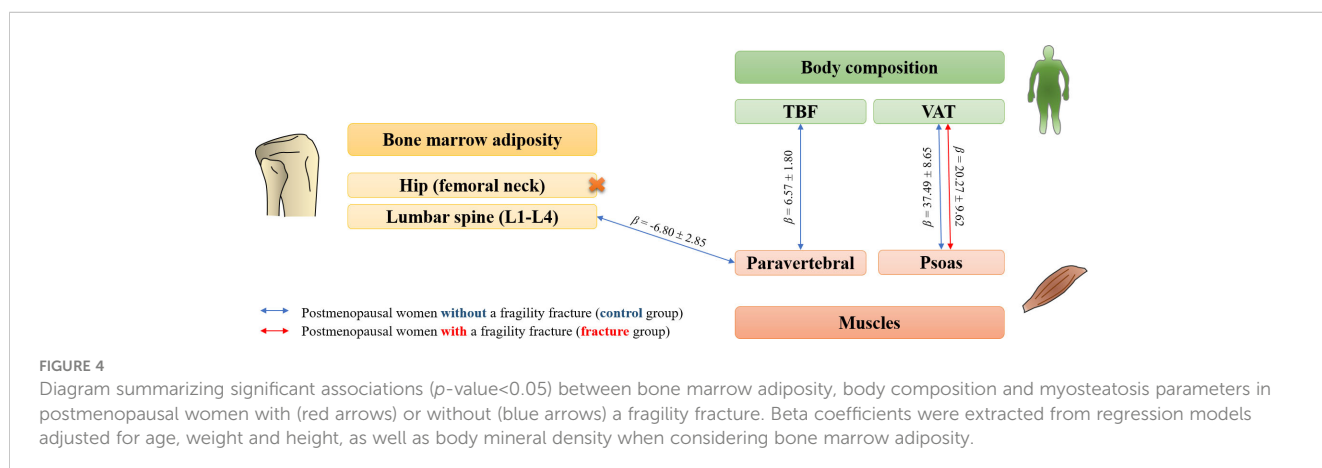 Body composition
TBF
VAT
Bone marrow adiposity
Hip (femoral neck)
Lumbar spine (L1-L4)
β = -6.80 ± 2.85
β = 6.57 ± 1.80
β = 37.49 ± 8.65
β = 20.27 ± 9.62
Paravertebral
Psoas
Muscles
Postmenopausal women without a fragility fracture (control group)
Postmenopausal women with a fragility fracture (fracture group)
FIGURE 4
Diagram summarizing significant associations (p-value<0.05) between bone marrow adiposity, body composition and myosteatosis parameters in
postmenopausal women with (red arrows) or without (blue arrows) a fragility fracture. Beta coefficients were extracted from regression models
adjusted for age, weight and height, as well as body mineral density when considering bone marrow adiposity.